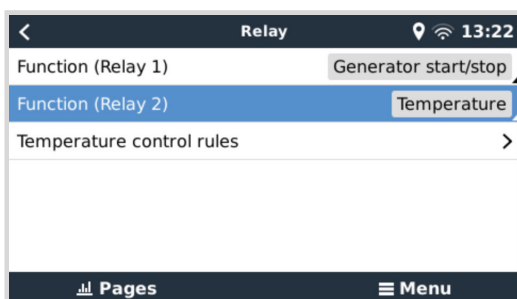 Relay 13:22
Function (Relay 1) Generator start/stop
Function (Relay 2) Temperature
Temperature control rules
Pages Menu